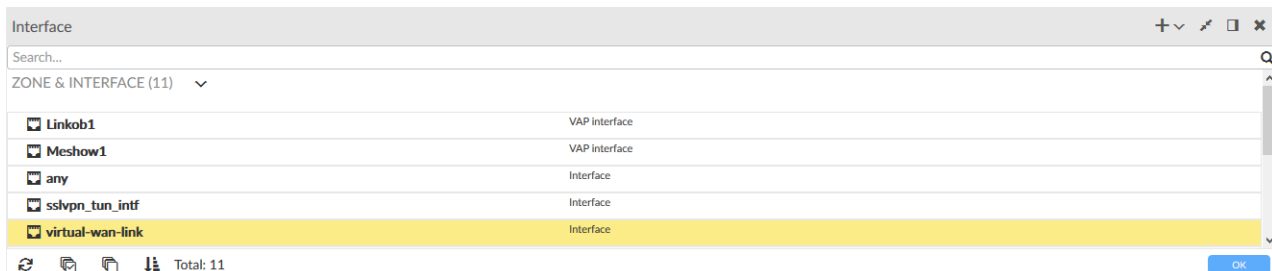 Interface
Search...
ZONE & INTERFACE (11)
Linkob1 VAP interface
Meshow1 VAP interface
any Interface
sslvpn_tun_intf Interface
virtual-wan-link Interface
Total: 11 OK